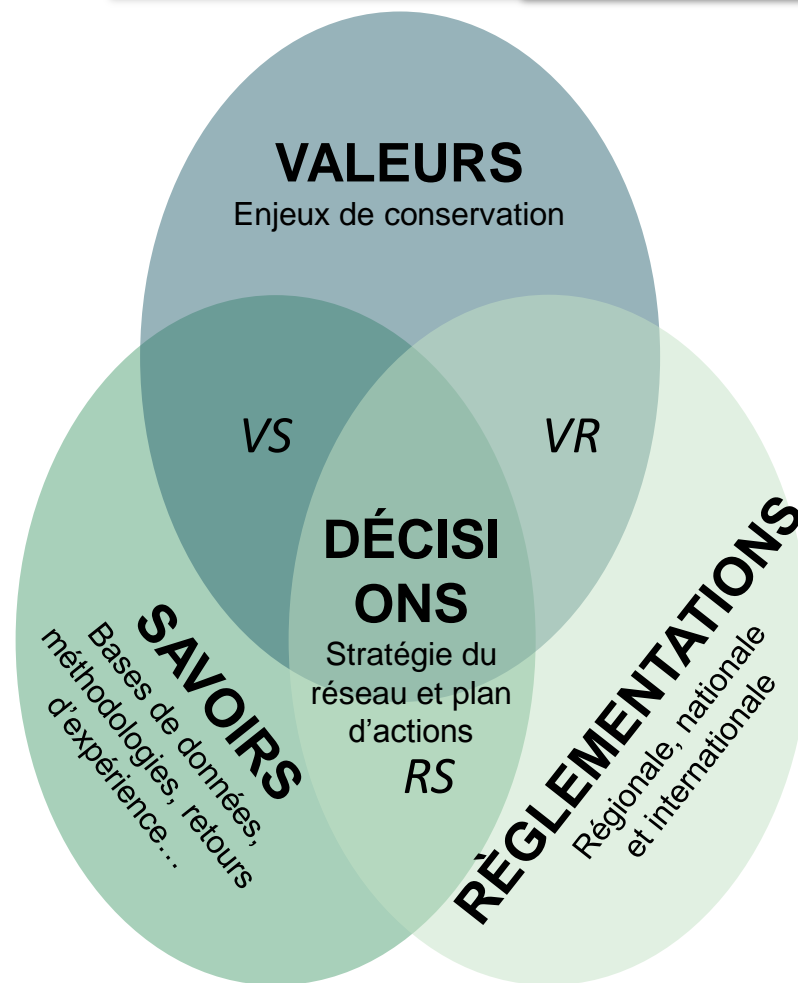 VALEURS
Enjeux de conservation
VS
VR
DÉCISI
ONS
Stratégie du
réseau et plan
d'actions
RS
SAVOIRS
Bases de données,
méthodologies, retours
d'expérience…
RÈGLEMENTATIONS
Régionale, nationale
et internationale